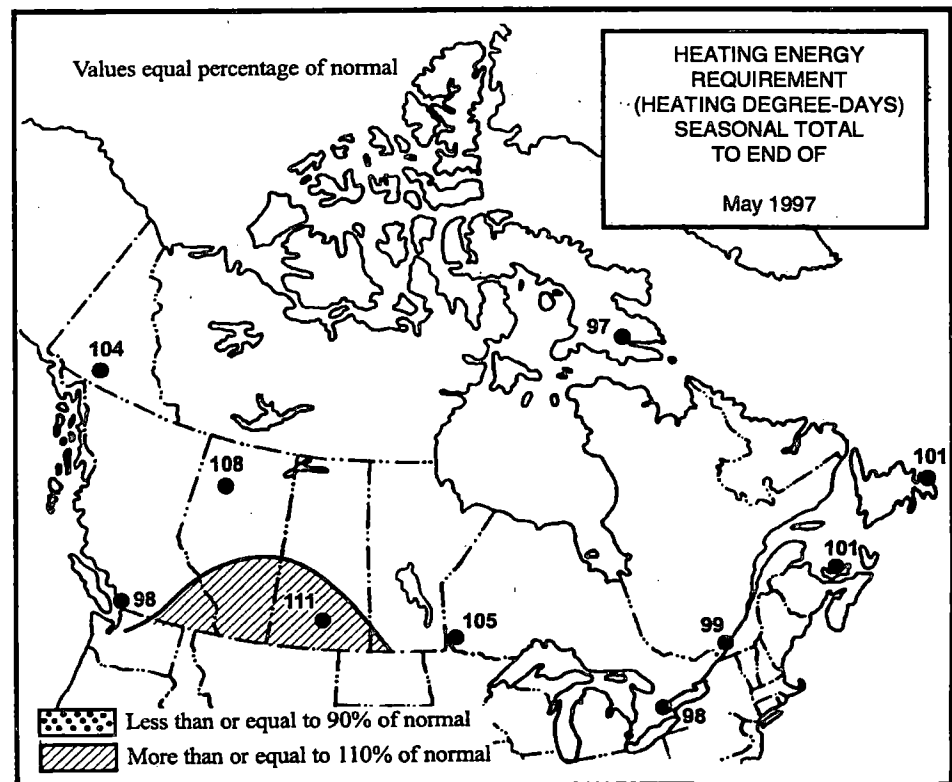 Values equal percentage of normal
HEATING ENERGY
REQUIREMENT
(HEATING DEGREE-DAYS)
SEASONAL TOTAL
TO END OF
May 1997
97
104
108
101
101
98
111
105
99
98
Less than or equal to 90% of normal
More than or equal to 110% of normal